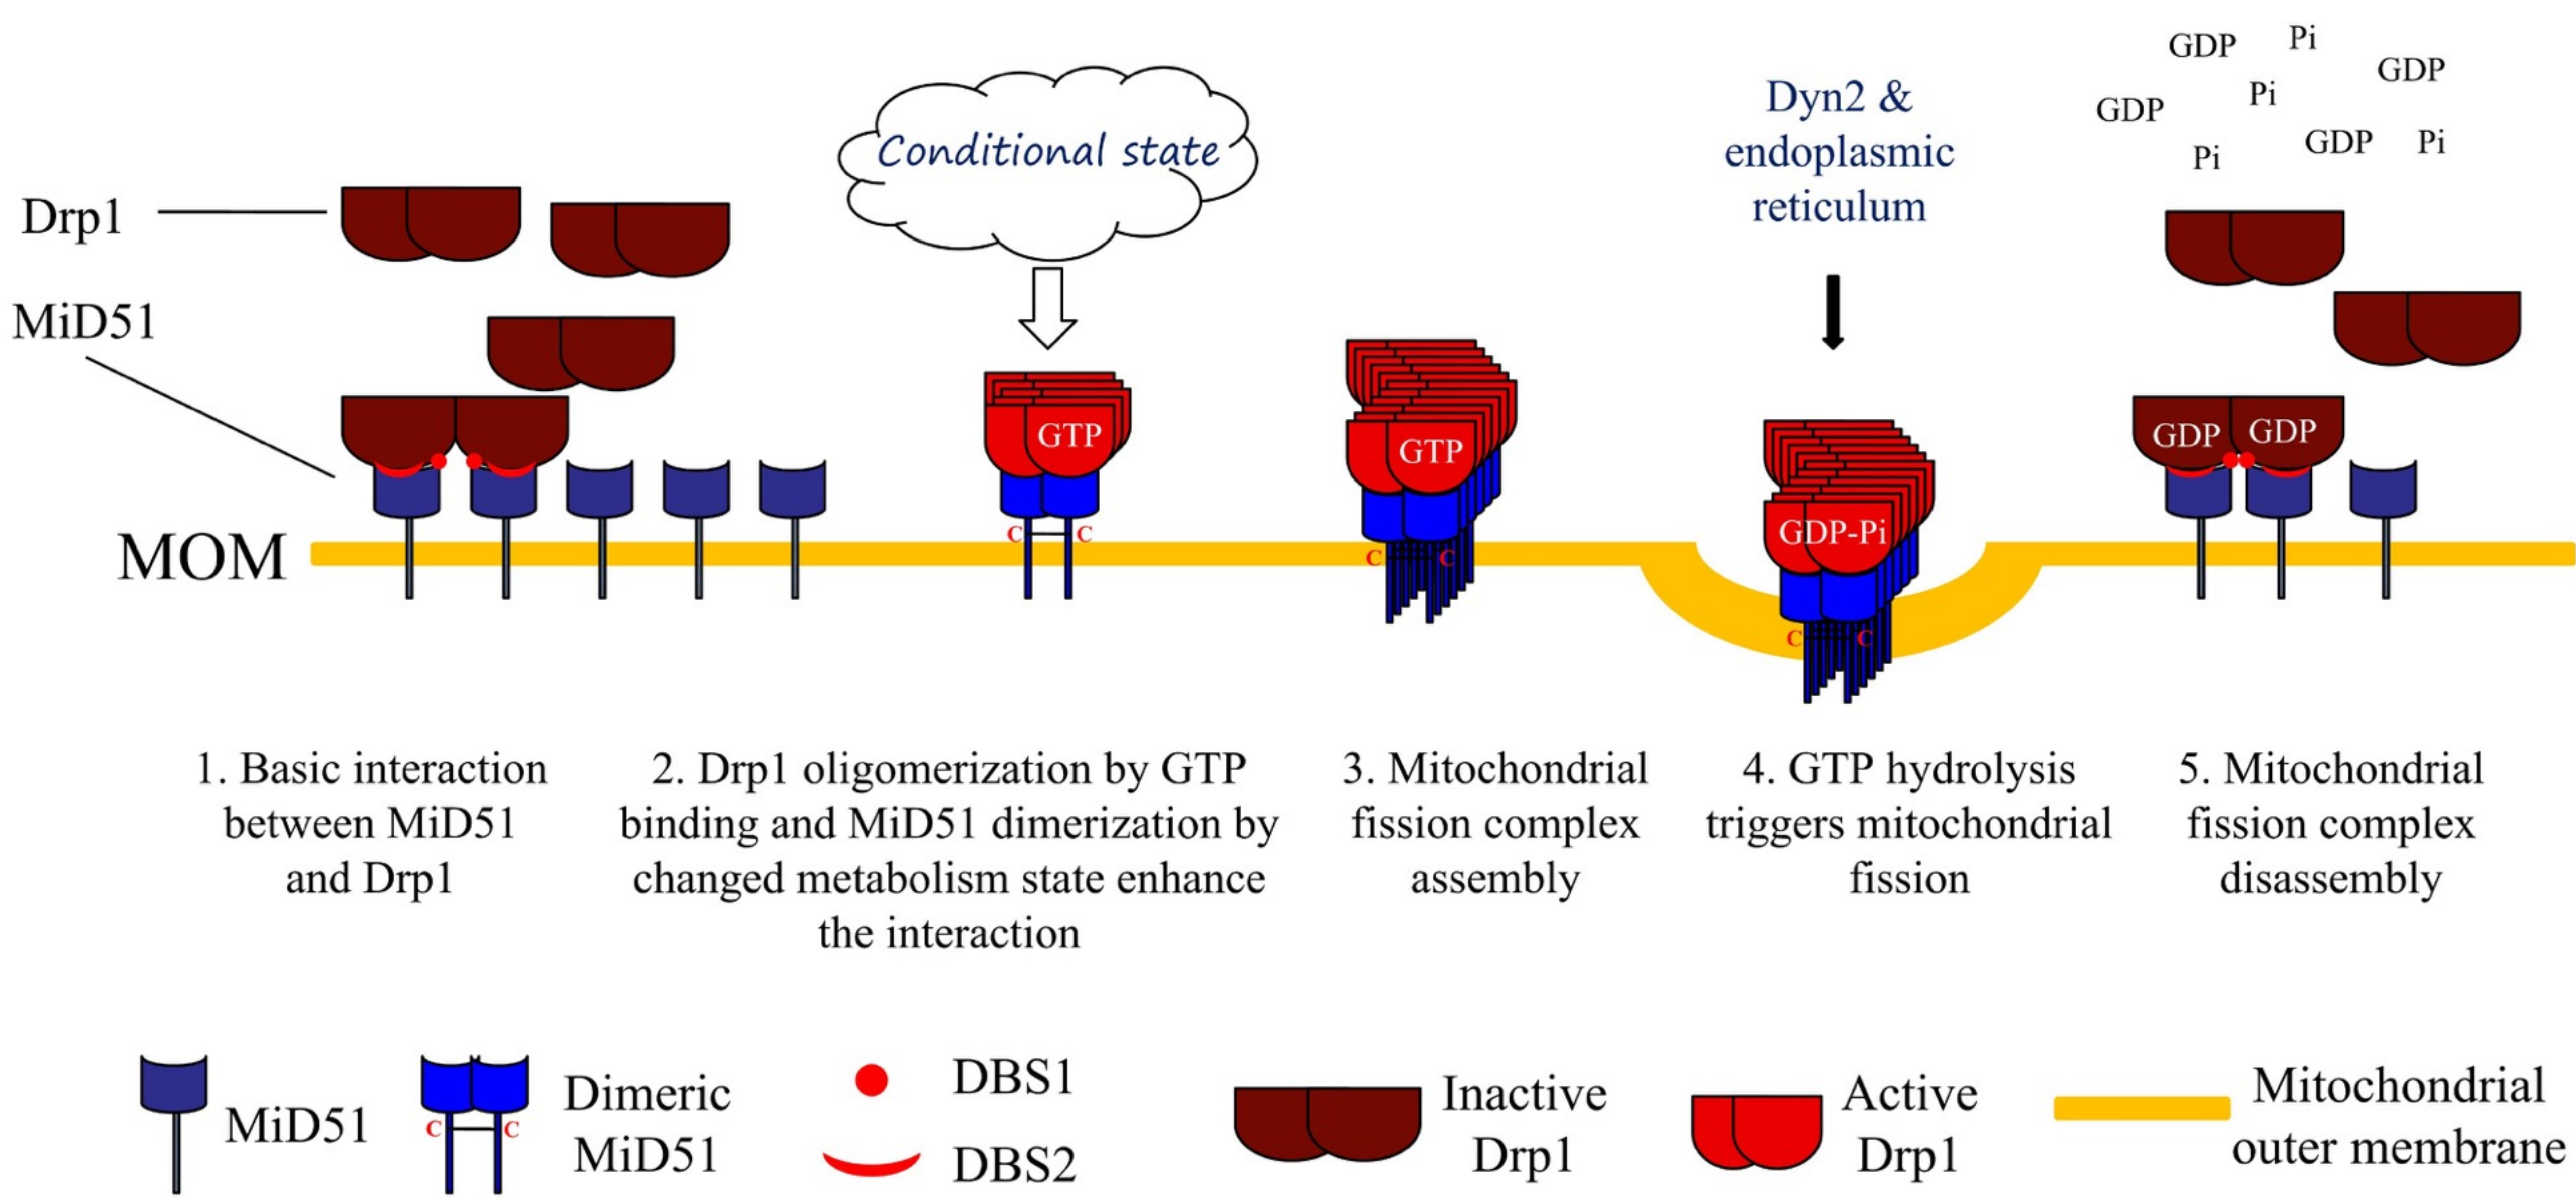 Drp1
MiD51
MOM
Conditional state
GTP
C
C
GTP
C
C
Dyn2 &
endoplasmic
reticulum
GDP-Pi
C
C
GDP
Pi
GDP
GDP
Pi
Pi
GDP
Pi
GDP
GDP
1. Basic interaction
between MiD51
and Drp1
2. Drp1 oligomerization by GTP
binding and MiD51 dimerization by
changed metabolism state enhance
the interaction
3. Mitochondrial
fission complex
assembly
4. GTP hydrolysis
triggers mitochondrial
fission
5. Mitochondrial
fission complex
disassembly
MiD51
C
C
Dimeric
MiD51
DBS1
DBS2
Inactive
Drp1
Active
Drp1
Mitochondrial
outer membrane